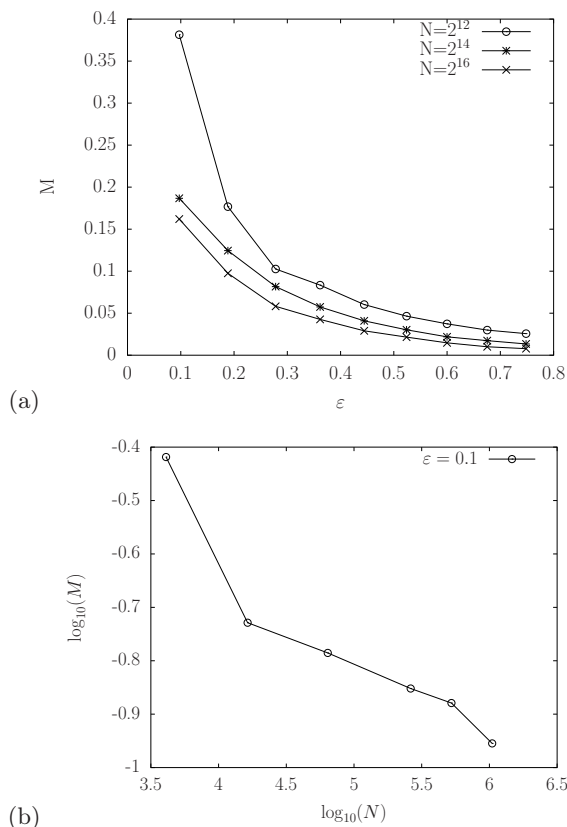 N=2^12
N=2^14
N=2^16
0.4
0.35
0.3
0.25
0.2
0.15
0.1
0.05
0
M
0 0.1 0.2 0.3 0.4 0.5 0.6 0.7 0.8
ε
(a)
ε = 0.1
-0.4
-0.5
-0.6
-0.7
-0.8
-0.9
-1
log10(M)
3.5 4 4.5 5 5.5 6 6.5
log10(N)
(b)